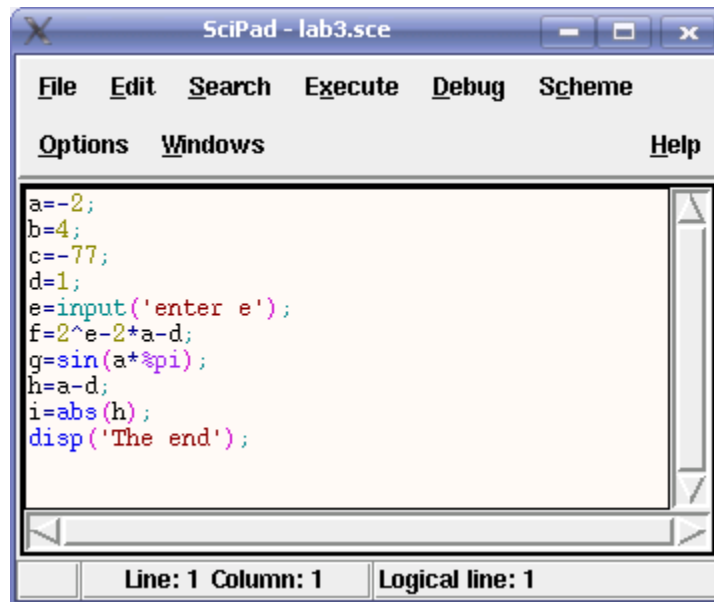 SciPad - lab3.sce
File Edit Search Execute Debug Scheme
Options Windows Help
a=-2;
b=4;
c=-77;
d=1;
e=input('enter e');
f=2^e-2*a-d;
g=sin(a*%pi);
h=a-d;
i=abs(h);
disp('The end');
Line: 1 Column: 1 Logical line: 1